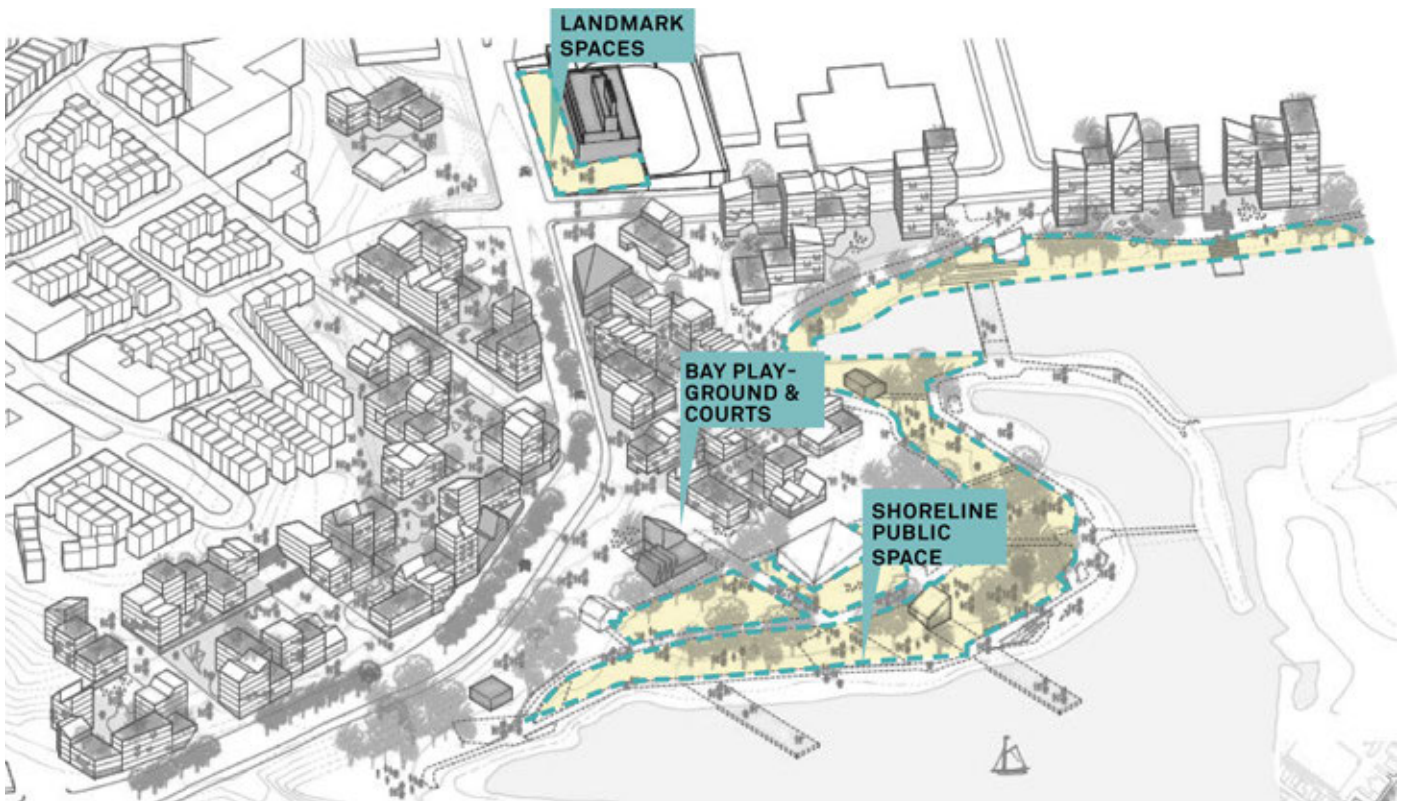 LANDMARK
SPACES
BAY PLAY-
GROUND &
COURTS
SHORELINE
PUBLIC
SPACE